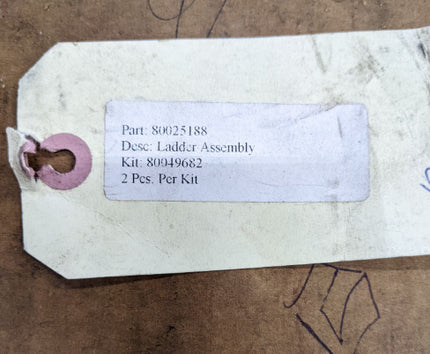 Part: 80025188
Desc: Ladder Assembly
Kit: 80049682
2 Pcs. Per Kit